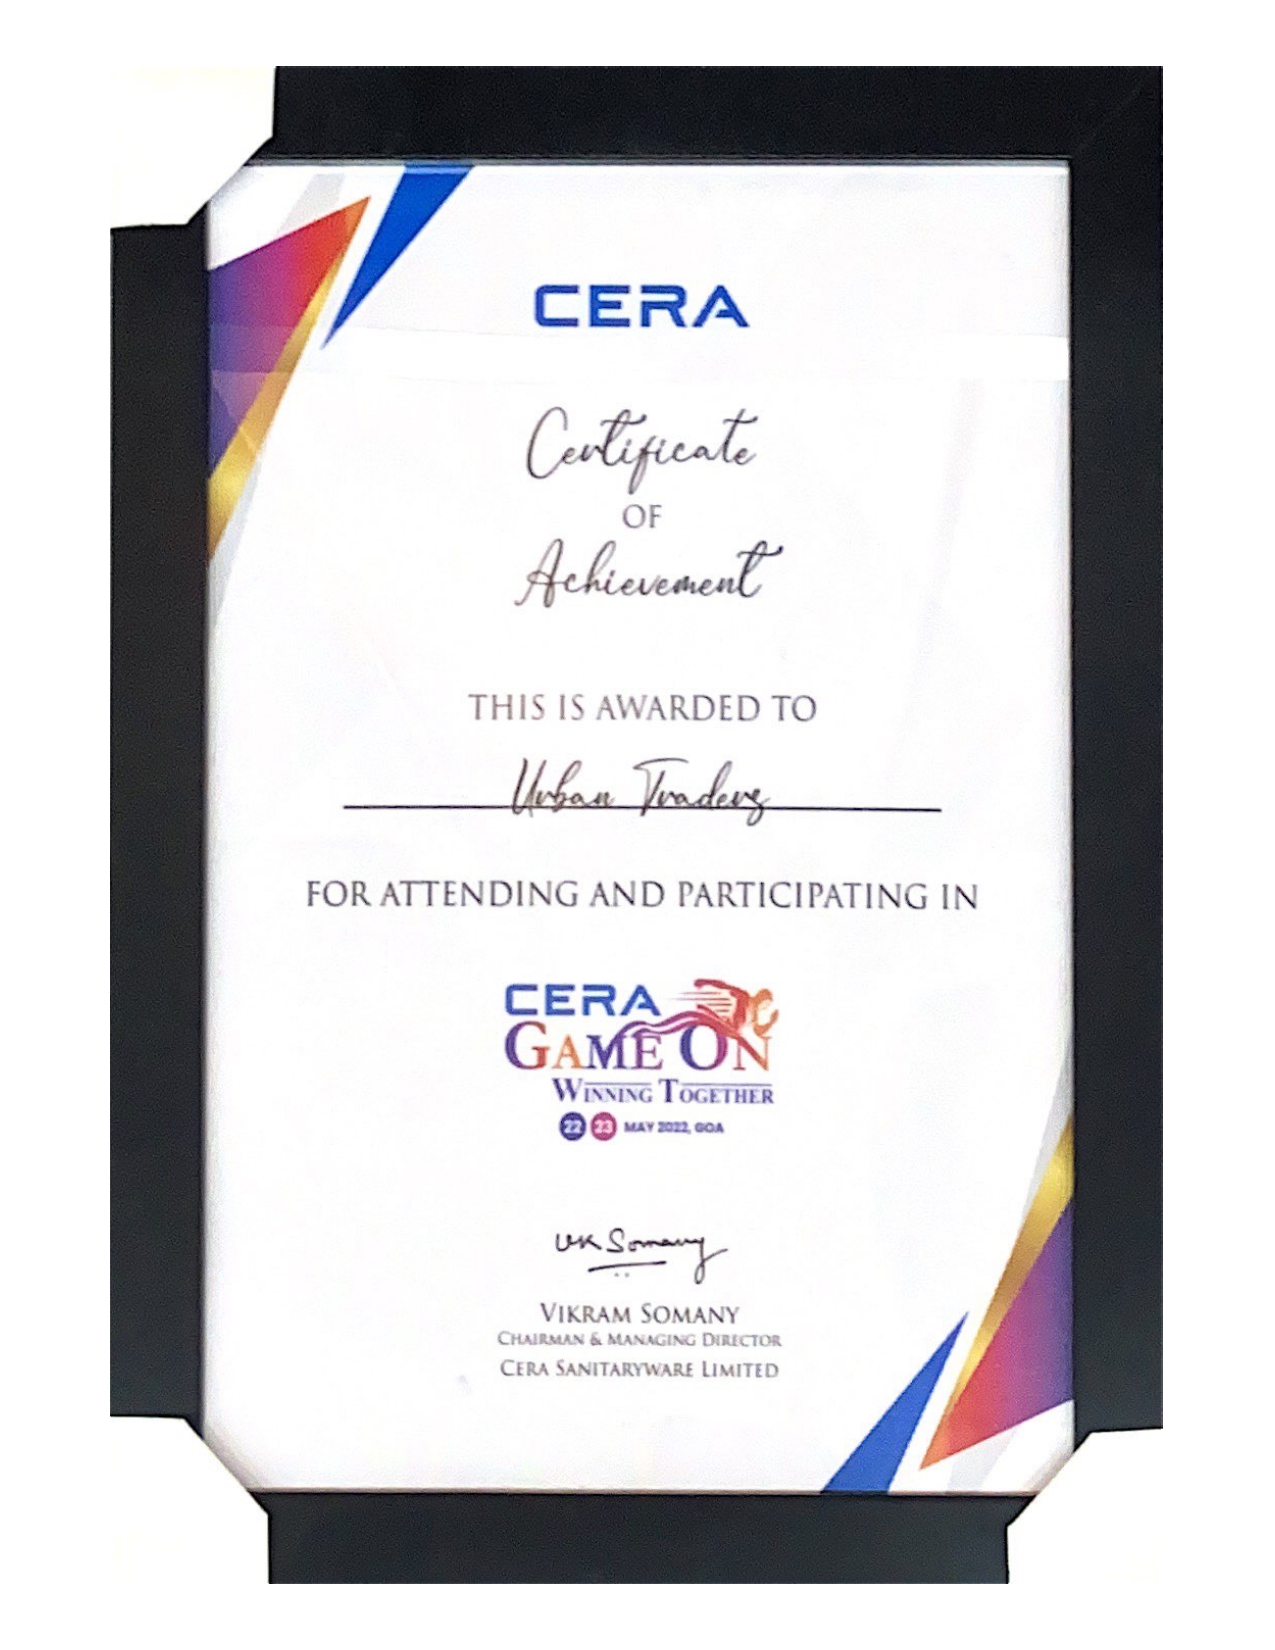 CERA
Certificate
OF
Achievement
THIS IS AWARDED TO
Urban Traders
FOR ATTENDING AND PARTICIPATING IN
CERA
GAME ON
WINNING TOGETHER
22 23 MAY 2022, GOA
VK Somany
VIKRAM SOMANY
CHAIRMAN & MANAGING DIRECTOR
CERA SANITARYWARE LIMITED